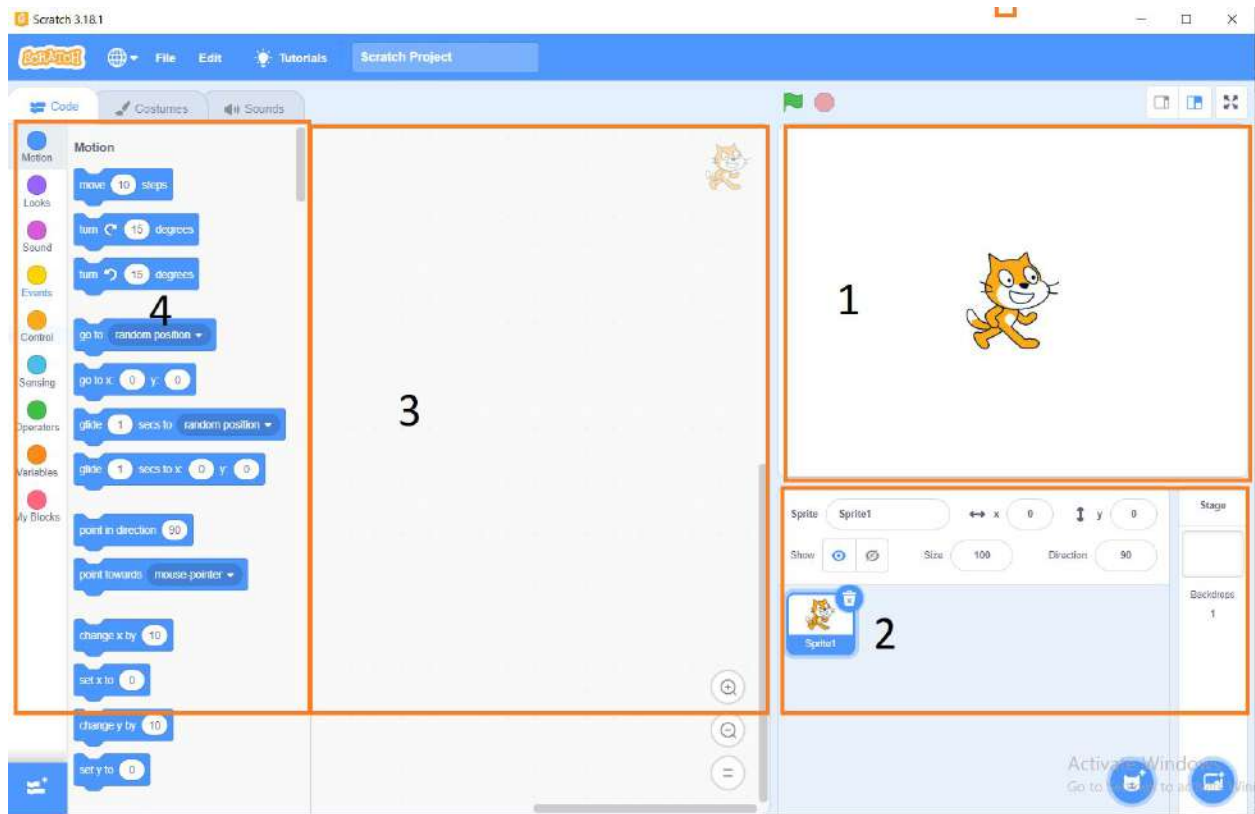 Scratch 3.18.1
SCRATCH File Edit Tutorials Scratch Project
Code Costumes Sounds
Motion
Looks
Sound
Events
Control
Sensing
Operators
Variables
My Blocks
Motion
move 10 steps
turn 15 degrees
turn 15 degrees
4
go to random position
go to x: 0 y: 0
glide 1 secs to random position
glide 1 secs to x: 0 y: 0
point in direction 90
point towards mouse-pointer
change x by 10
set x to 0
change y by 10
set y to 0
3
1
Sprite Sprite1 x 0 y 0
Show Size 100 Direction 90
Sprite1
2
Stage
Backdrops
1
Activate Windows
Go to